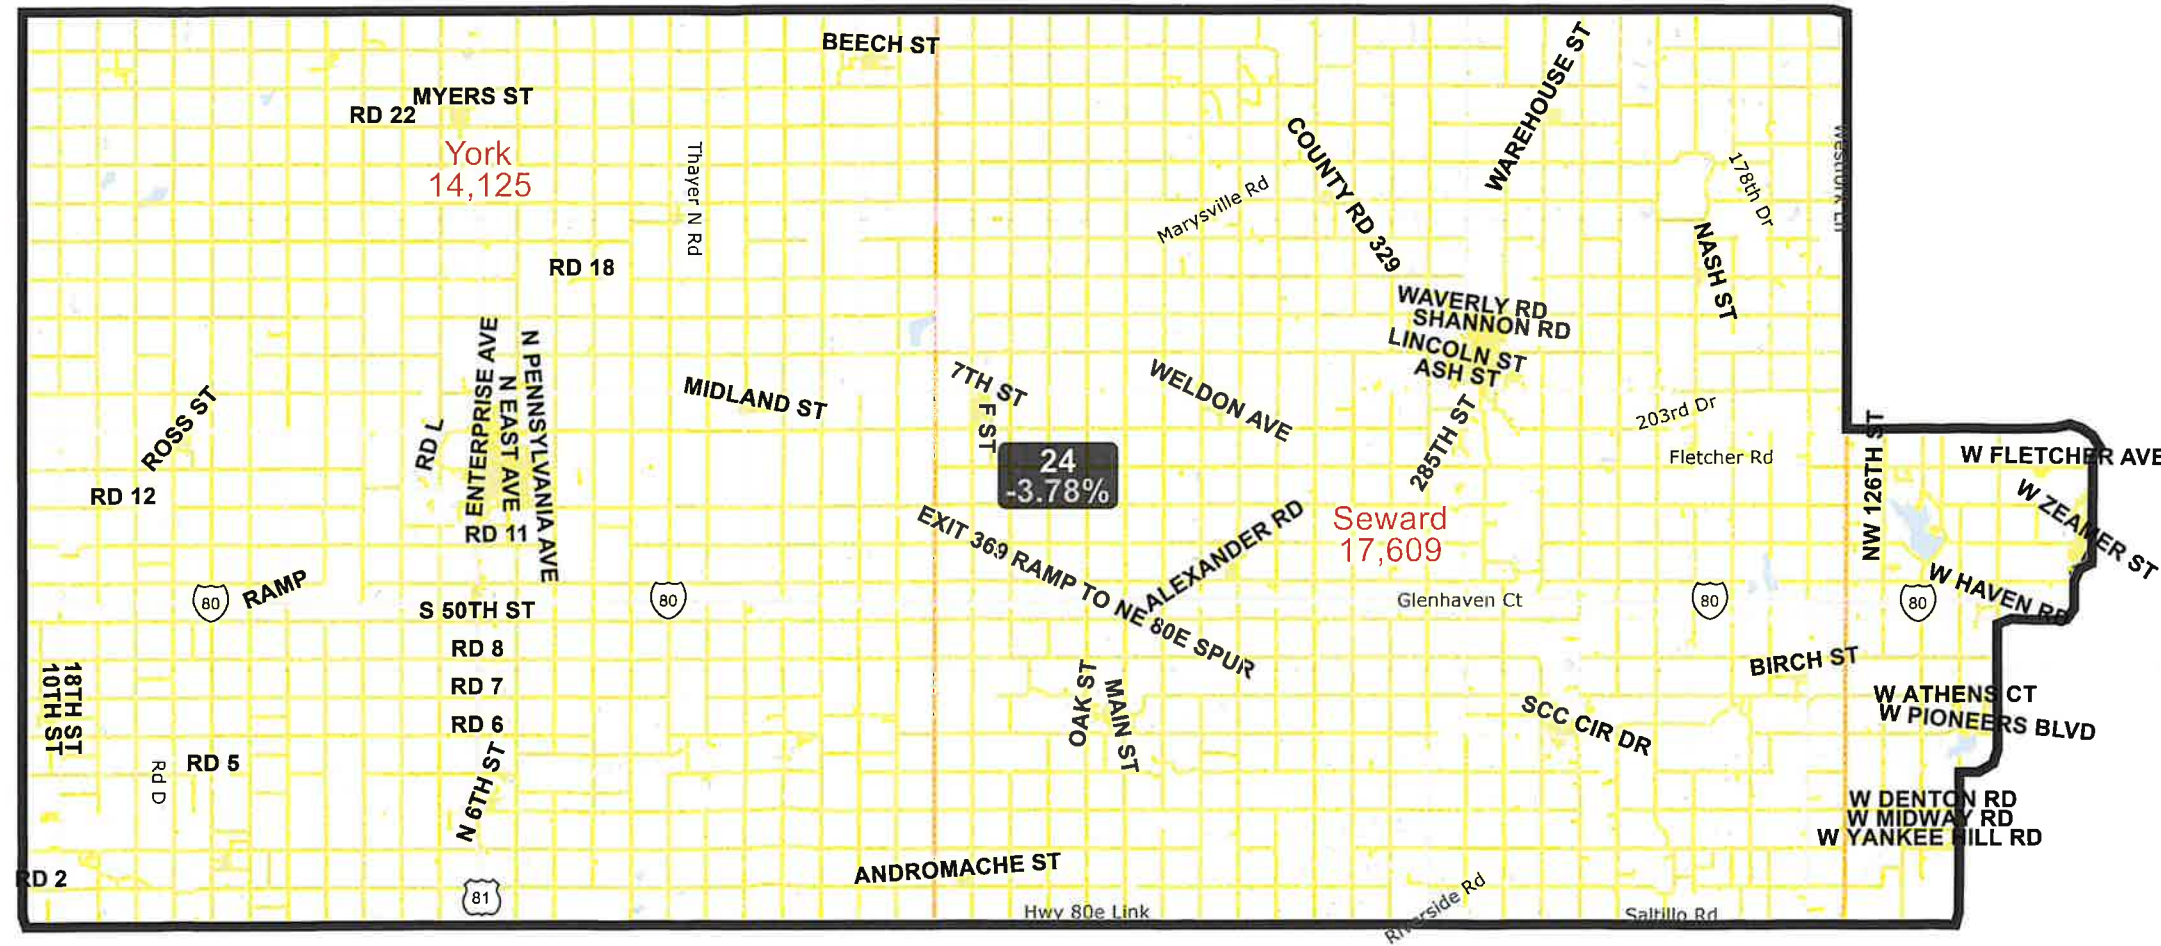 BEECH ST
WAREHOUSE ST
MYERS ST
RD 22
York
14,125
Thayer N Rd
COUNTY RD 329
Marysville Rd
178th Dr
Westfork Ln
RD 18
NASH ST
WAVERLY RD
SHANNON RD
LINCOLN ST
ASH ST
ENTERPRISE AVE
N EAST AVE
N PENNSYLVANIA AVE
RD L
ROSS ST
MIDLAND ST
7TH ST
F ST
WELDON AVE
285TH ST
203rd Dr
Fletcher Rd
NW 126TH ST
W FLETCHER AVE
W ZEAMER ST
24
-3.78%
RD 12
RD 11
EXIT 369 RAMP TO NE 80E SPUR
ALEXANDER RD
Seward
17,609
W HAVEN RD
80
RAMP
S 50TH ST
80
Glenhaven Ct
80
80
RD 8
RD 7
RD 6
18TH ST
10TH ST
OAK ST
MAIN ST
BIRCH ST
SCC CIR DR
W ATHENS CT
W PIONEERS BLVD
Rd D
RD 5
N 6TH ST
W DENTON RD
W MIDWAY RD
W YANKEE HILL RD
RD 2
81
ANDROMACHE ST
Hwy 80e Link
Riverside Rd
Saltillo Rd